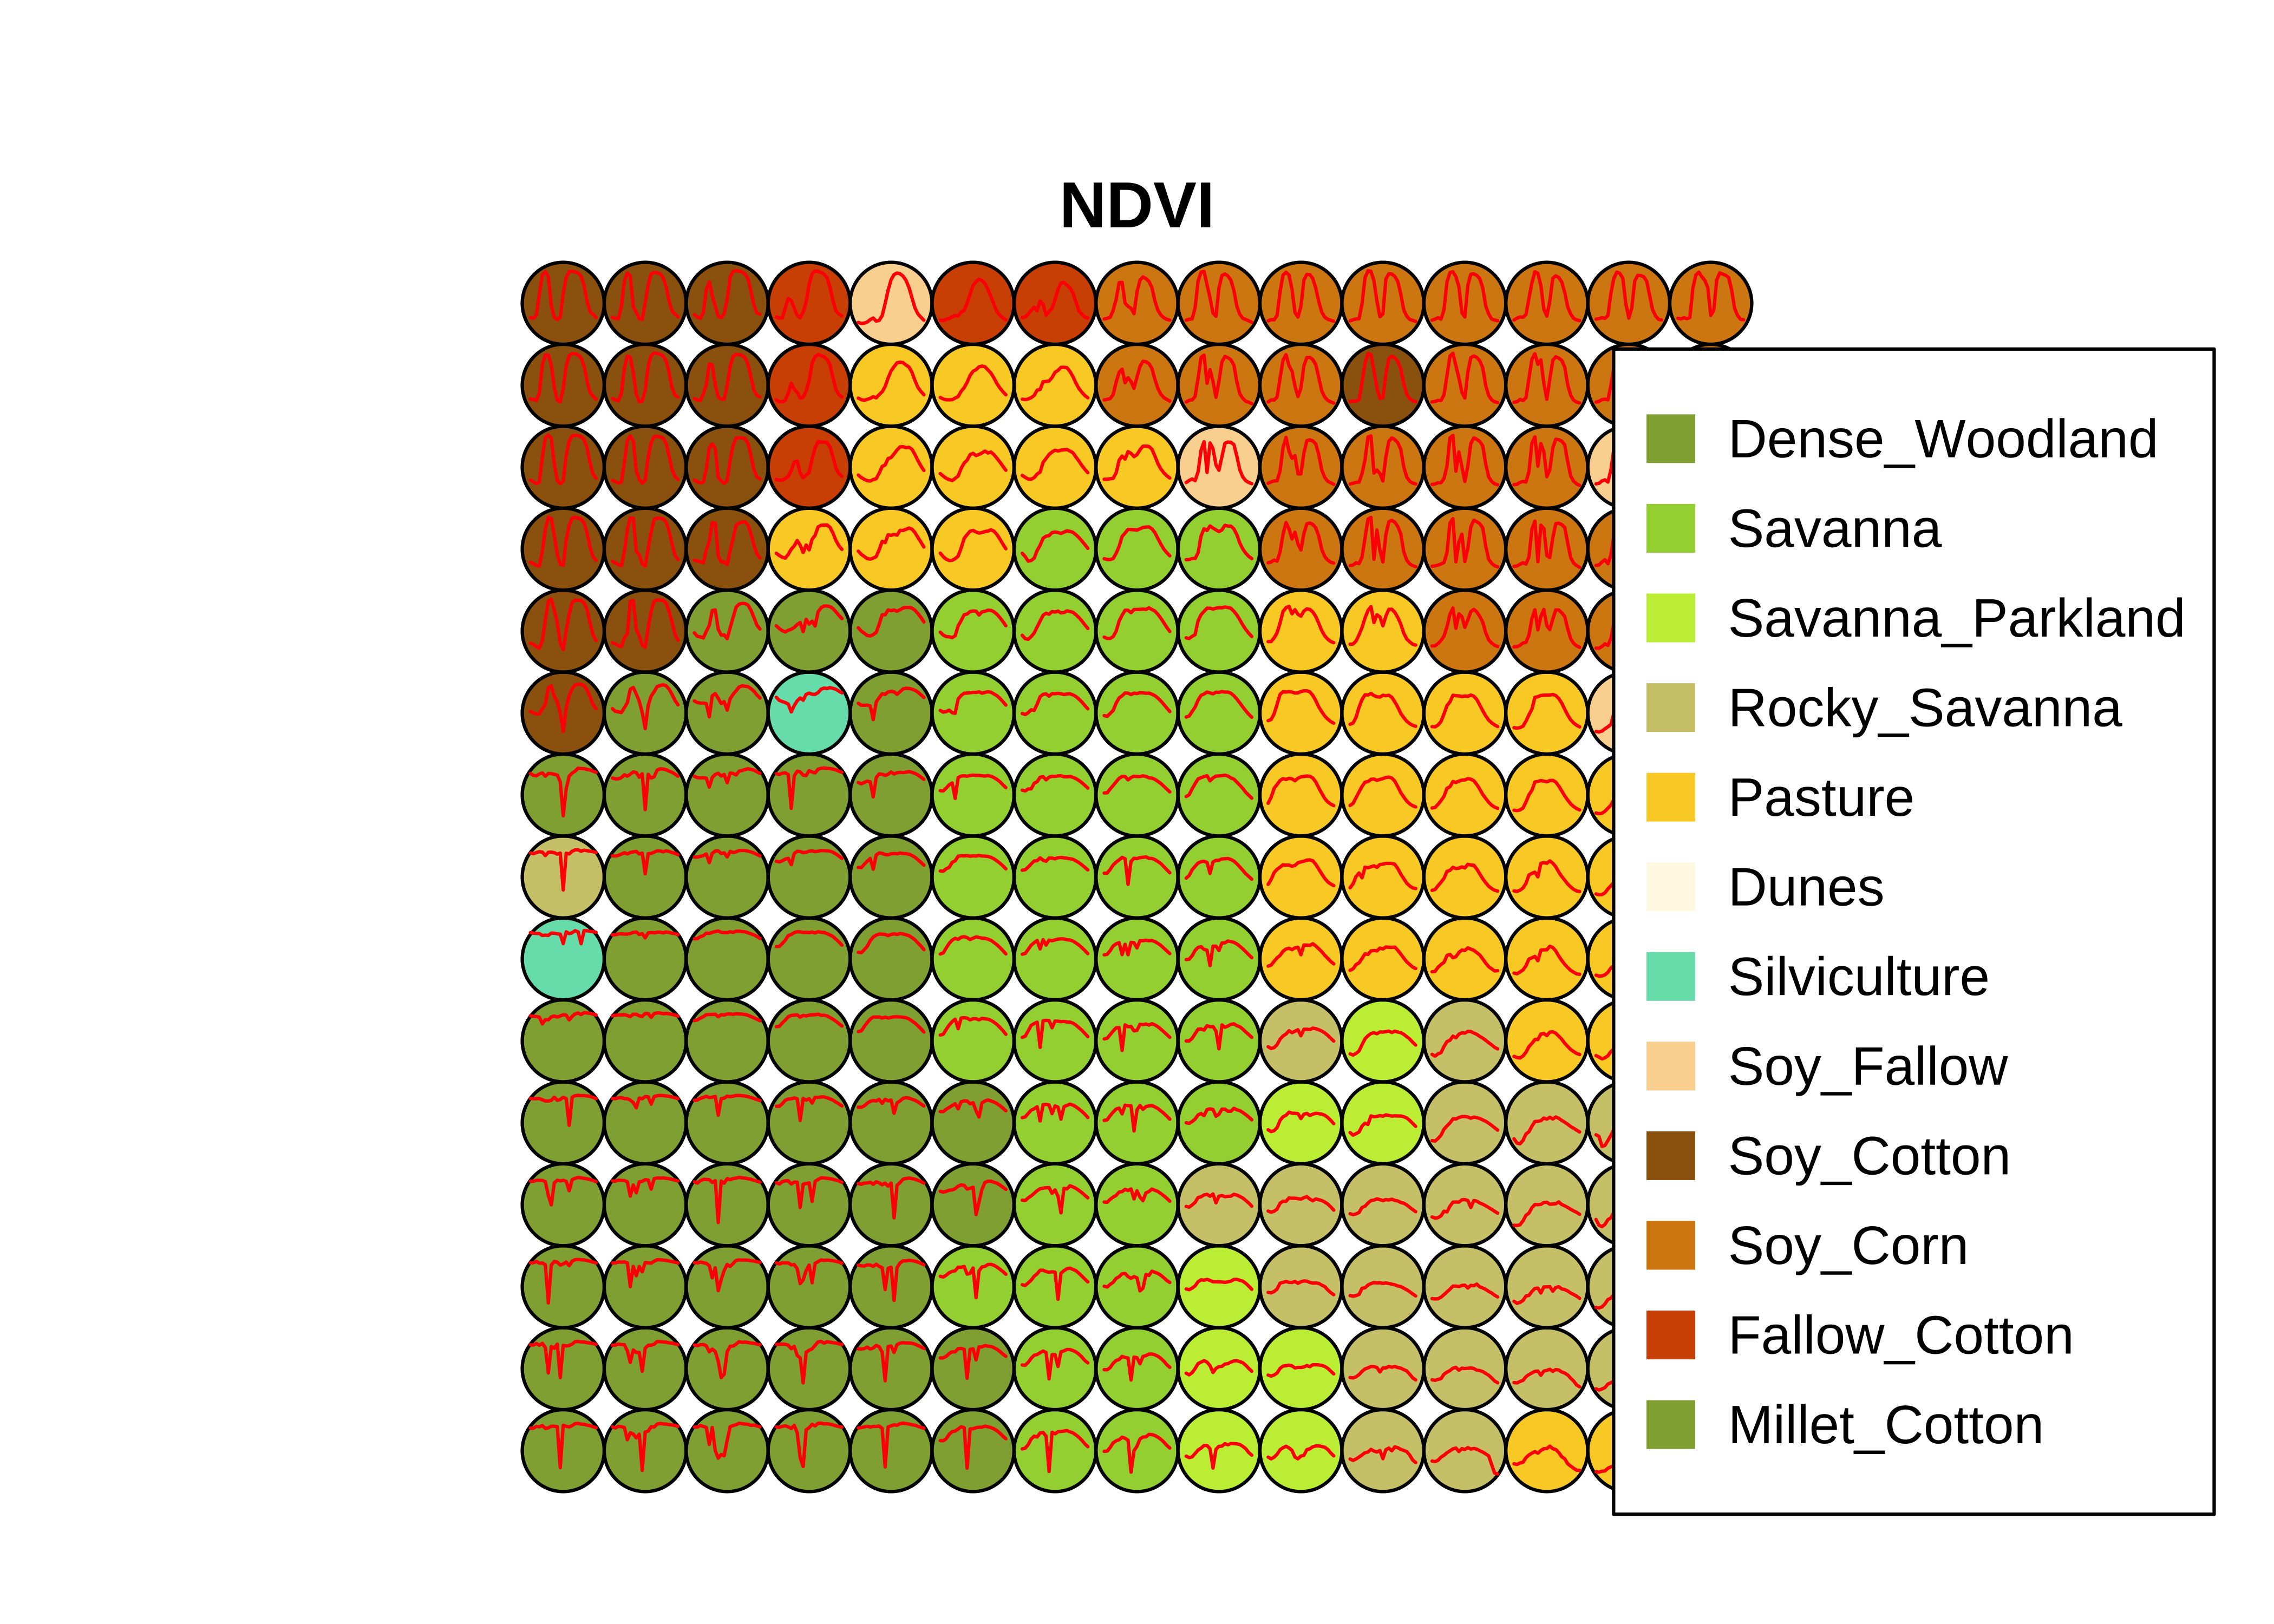 NDVI
Dense_Woodland
Savanna
Savanna_Parkland
Rocky_Savanna
Pasture
Dunes
Silviculture
Soy_Fallow
Soy_Cotton
Soy_Corn
Fallow_Cotton
Millet_Cotton